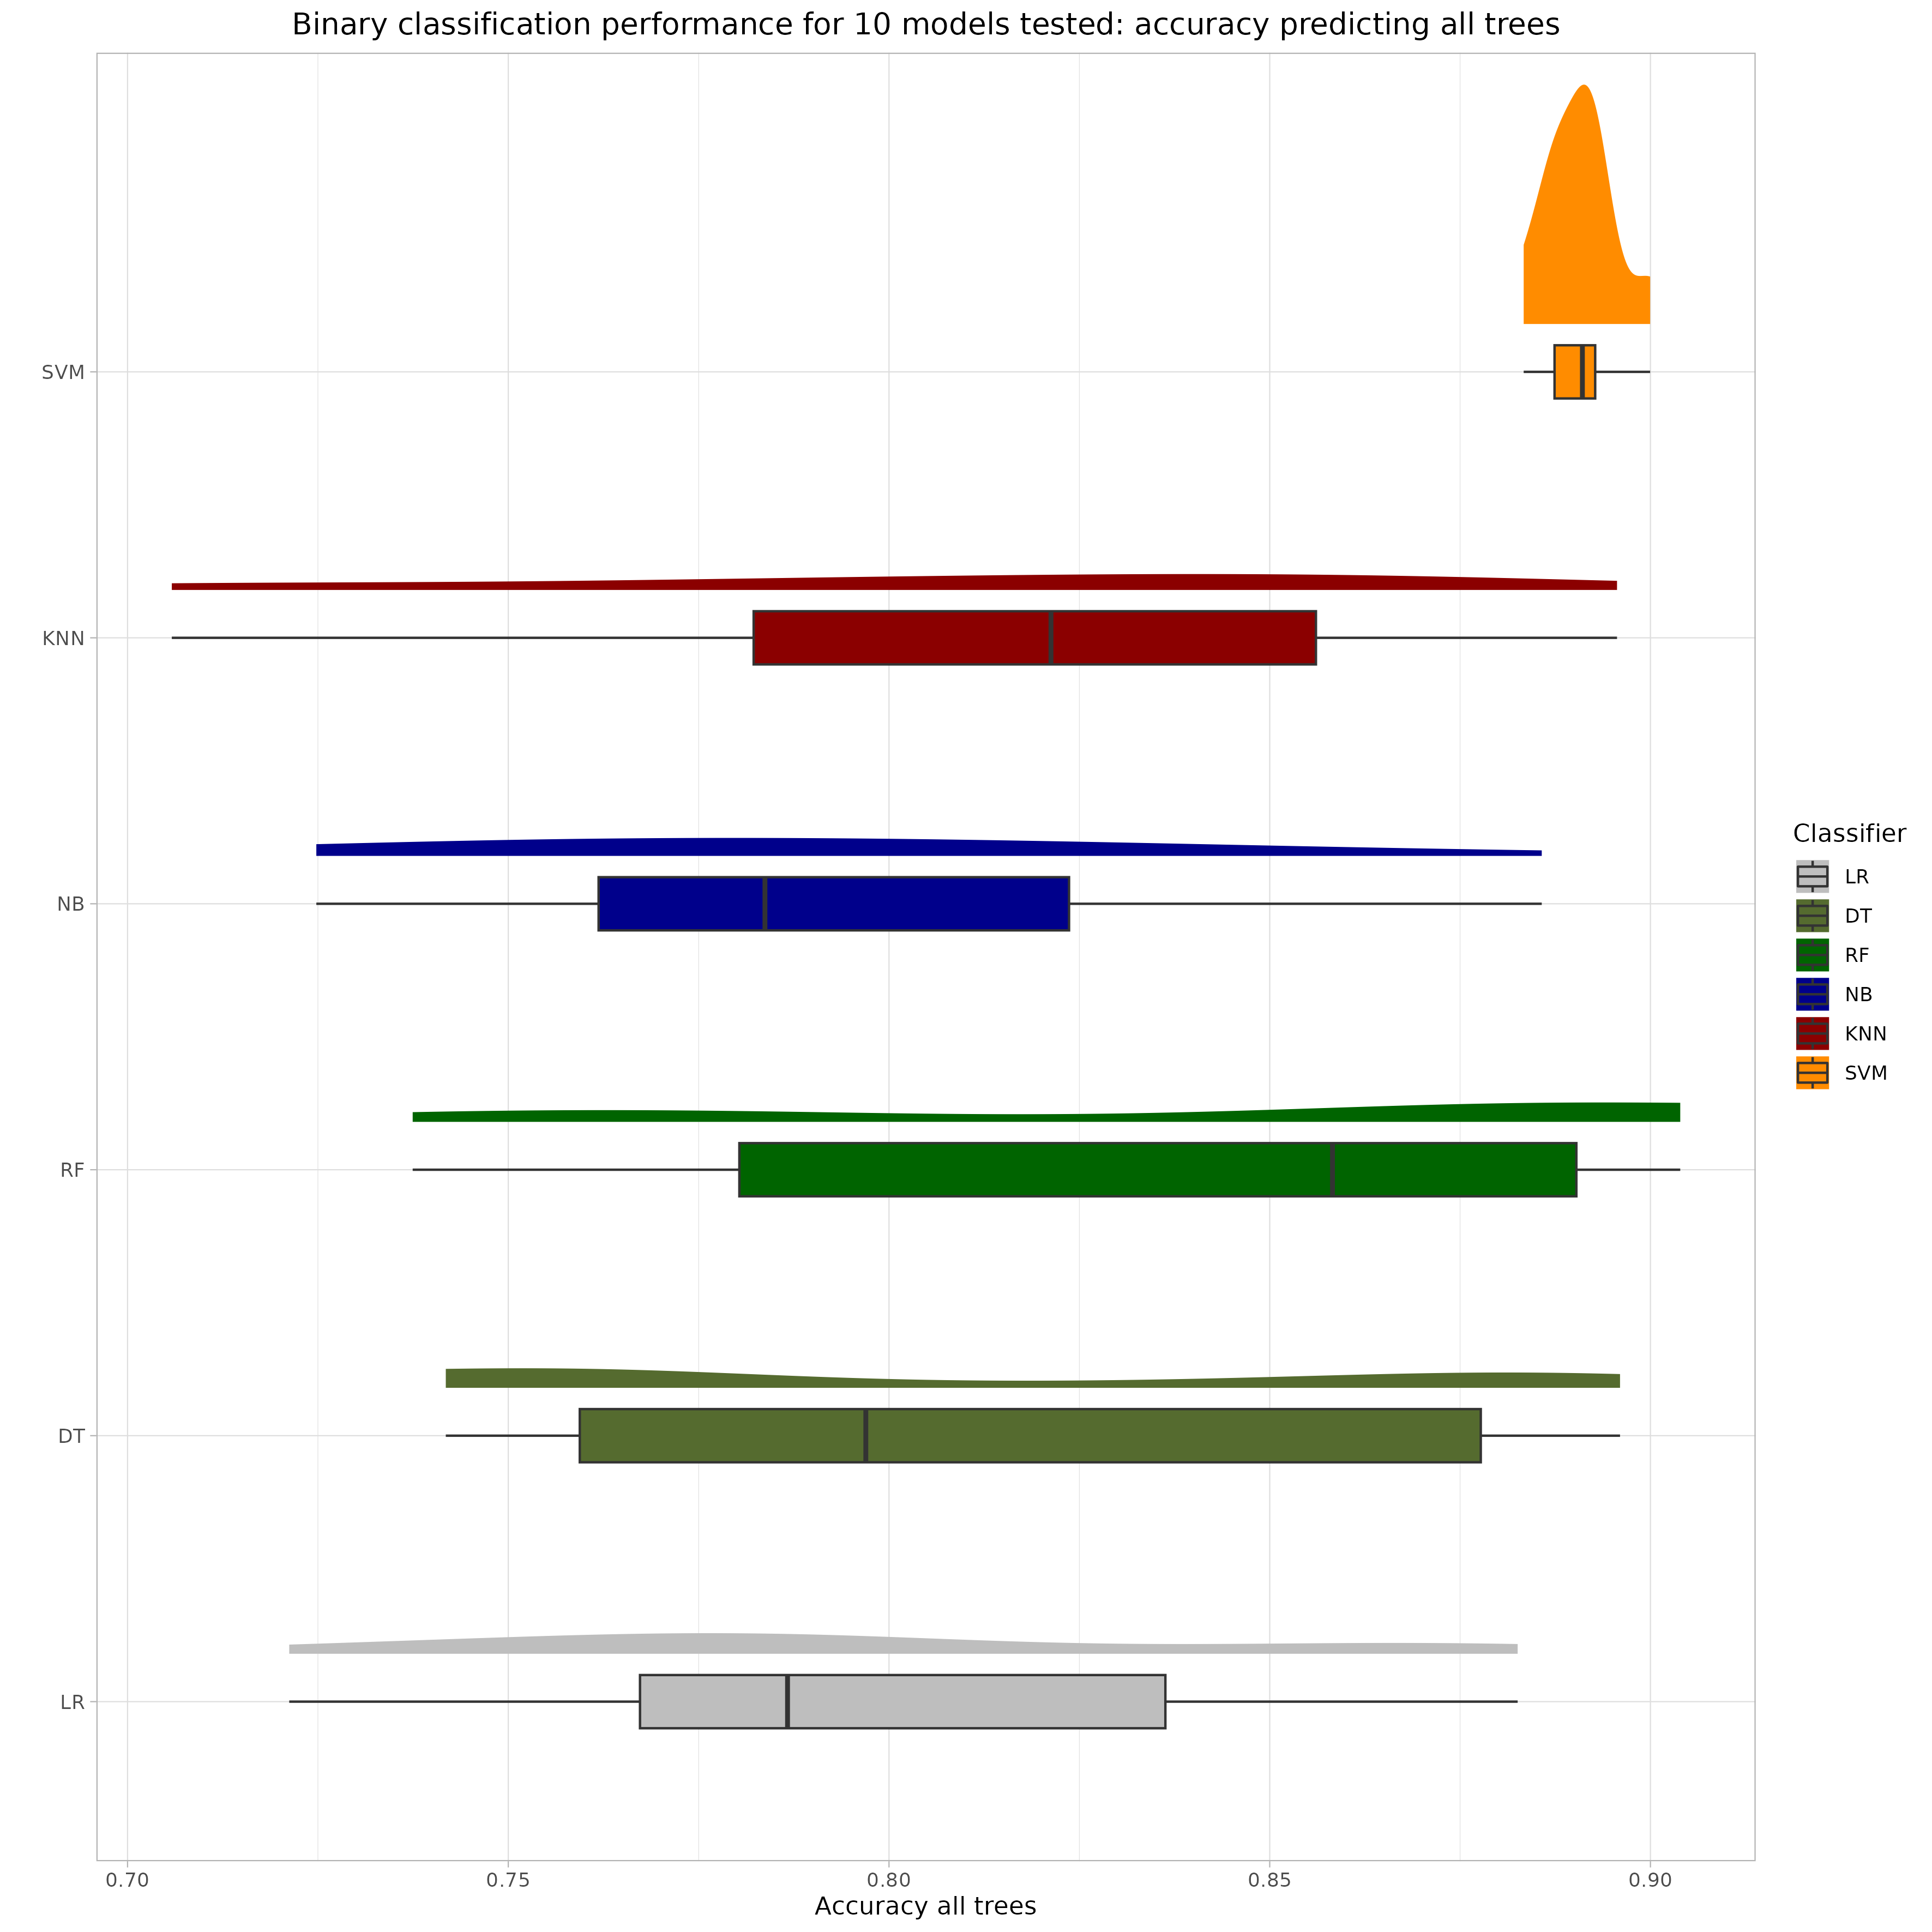 Binary classification performance for 10 models tested: accuracy predicting all trees
SVM
KNN
NB
RF
DT
LR
0.70 0.75 0.80 0.85 0.90
Accuracy all trees
Classifier
LR
DT
RF
NB
KNN
SVM